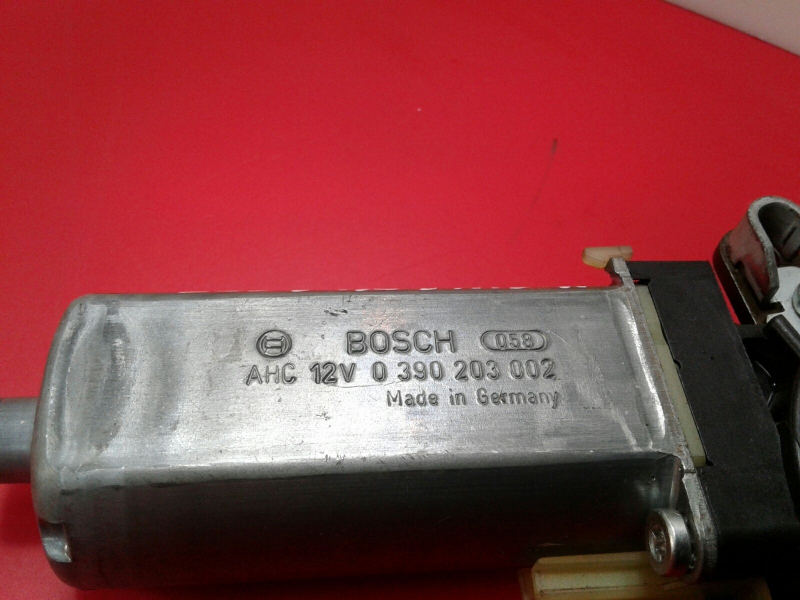 BOSCH 058
AHC 12V 0 390 203 002
Made in Germany